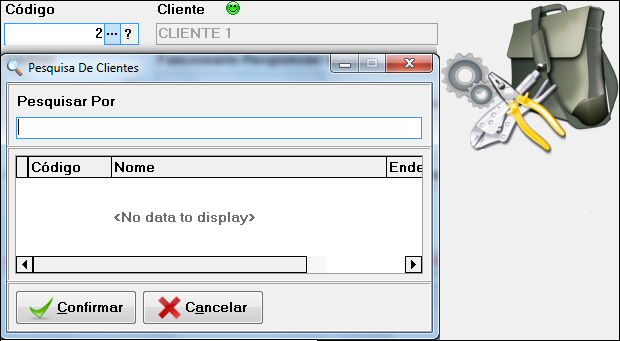 Código Cliente
2 ... ? CLIENTE 1
Pesquisa De Clientes
Pesquisar Por
Código Nome Ende
<No data to display>
Confirmar Cancelar